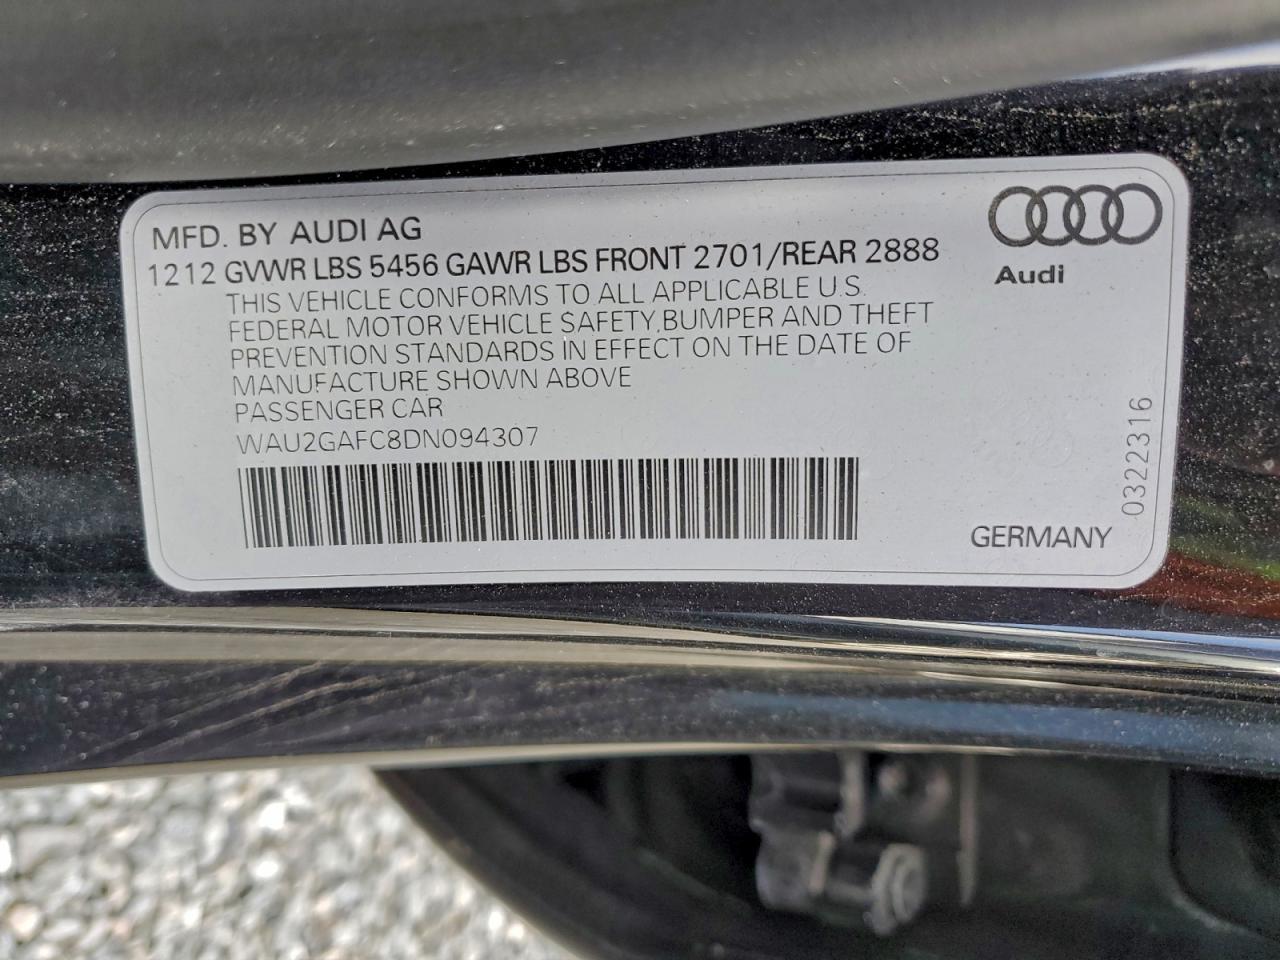 MFD. BY AUDI AG
1212 GVWR LBS 5456 GAWR LBS FRONT 2701/REAR 2888
THIS VEHICLE CONFORMS TO ALL APPLICABLE U.S.
FEDERAL MOTOR VEHICLE SAFETY,BUMPER AND THEFT
PREVENTION STANDARDS IN EFFECT ON THE DATE OF
MANUFACTURE SHOWN ABOVE
PASSENGER CAR
WAU2GAFC8DN094307
Audi
0322316
GERMANY